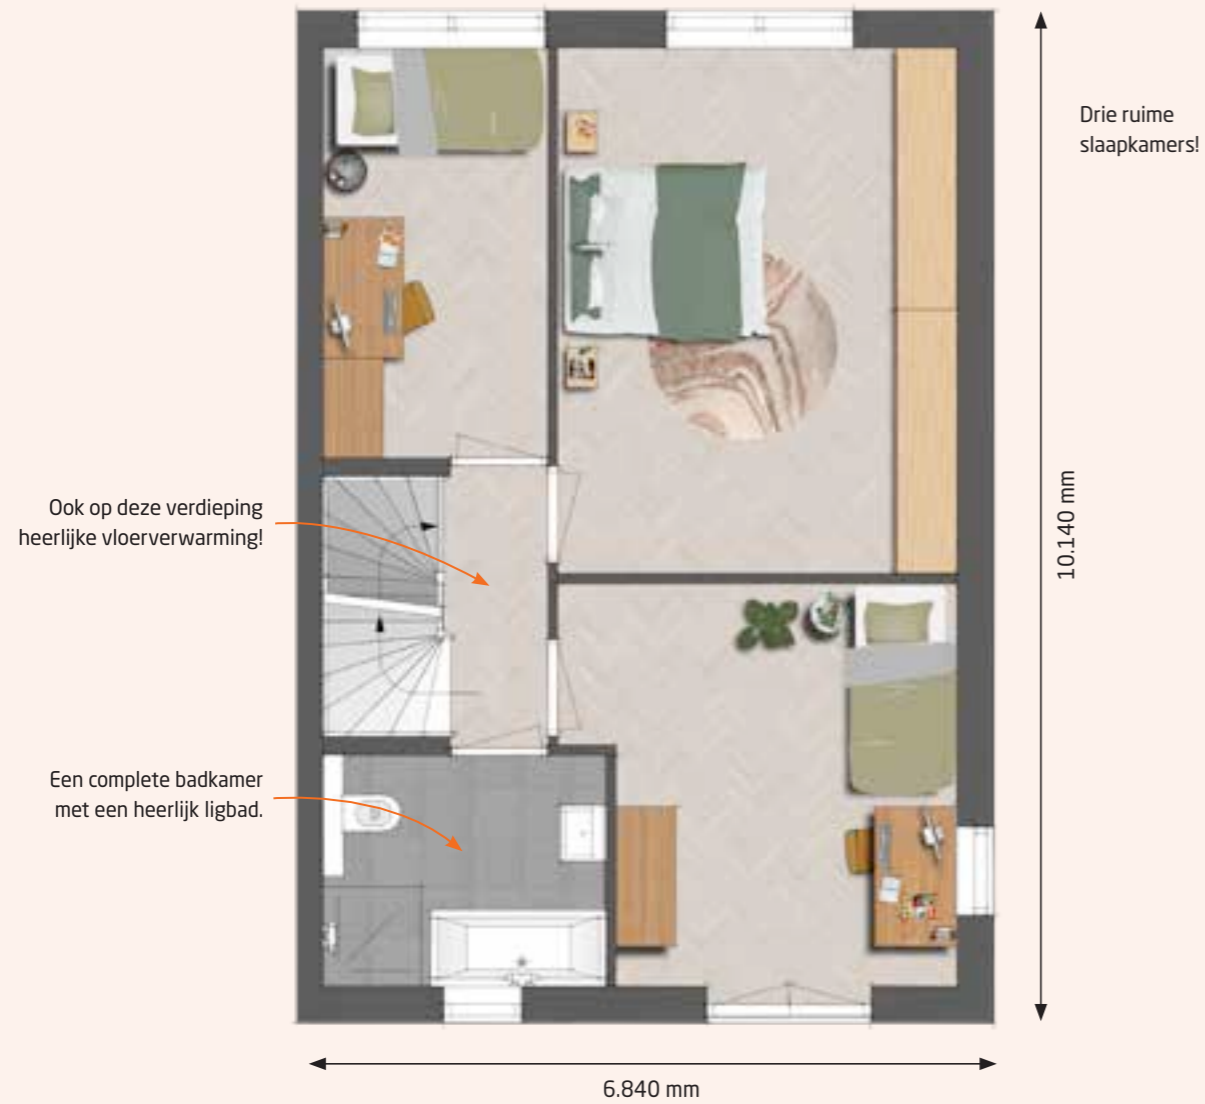 Drie ruime
slaapkamers!
Ook op deze verdieping
heerlijke vloerverwarming!
10.140 mm
Een complete badkamer
met een heerlijk ligbad.
6.840 mm